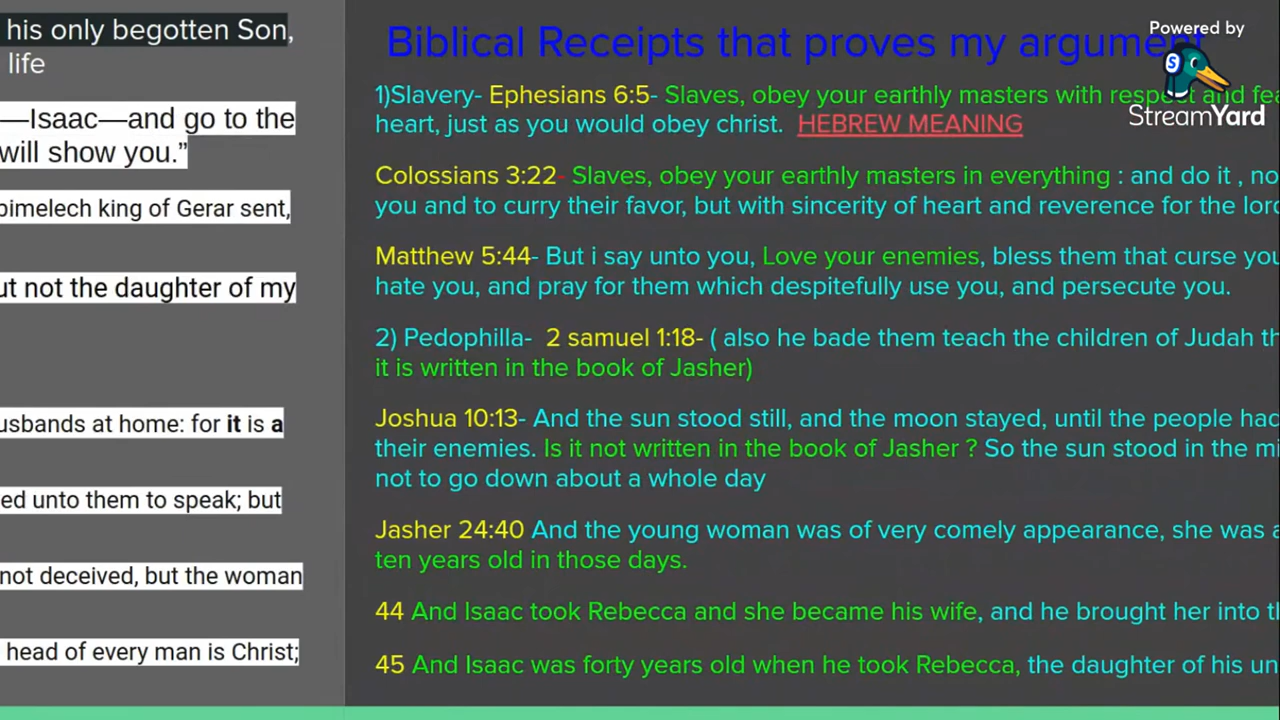 his only begotten Son,
life
—Isaac—and go to the
will show you.”
bimelech king of Gerar sent,
ut not the daughter of my
usbands at home: for it is a
ed unto them to speak; but
not deceived, but the woman
head of every man is Christ;
Biblical Receipts that proves my argument
Powered by
StreamYard
1)Slavery- Ephesians 6:5- Slaves, obey your earthly masters with respect and fea
heart, just as you would obey christ. HEBREW MEANING
Colossians 3:22- Slaves, obey your earthly masters in everything : and do it , no
you and to curry their favor, but with sincerity of heart and reverence for the lord
Matthew 5:44- But i say unto you, Love your enemies, bless them that curse you
hate you, and pray for them which despitefully use you, and persecute you.
2) Pedophilla- 2 samuel 1:18- ( also he bade them teach the children of Judah th
it is written in the book of Jasher)
Joshua 10:13- And the sun stood still, and the moon stayed, until the people had
their enemies. Is it not written in the book of Jasher ? So the sun stood in the mi
not to go down about a whole day
Jasher 24:40 And the young woman was of very comely appearance, she was a
ten years old in those days.
44 And Isaac took Rebecca and she became his wife, and he brought her into th
45 And Isaac was forty years old when he took Rebecca, the daughter of his un